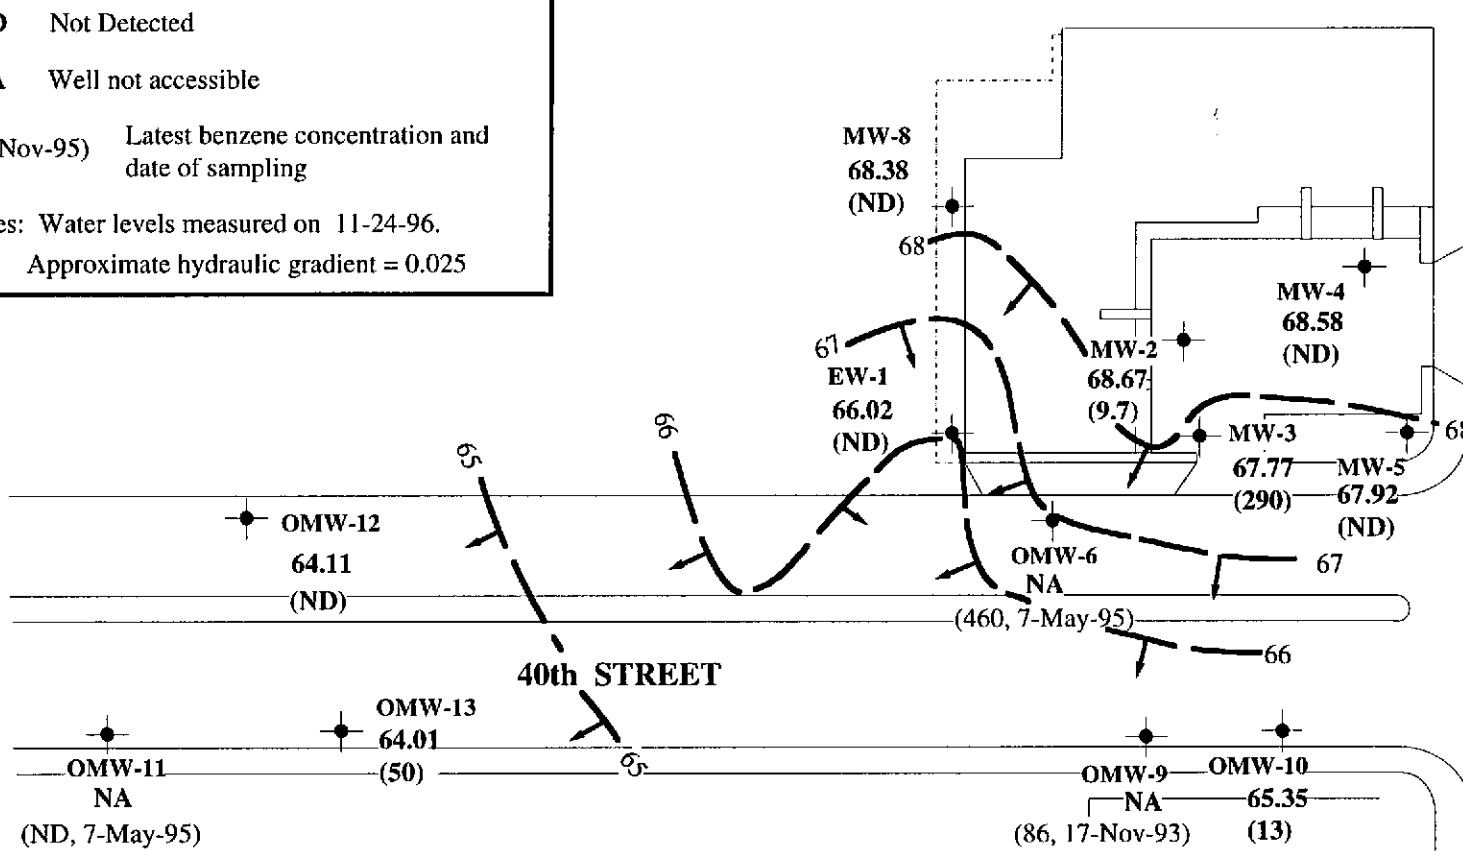 Not Detected
Well not accessible
Nov-95) Latest benzene concentration and
date of sampling
es: Water levels measured on 11-24-96.
Approximate hydraulic gradient = 0.025
MW-8
68.38
(ND)
68
MW-4
68.58
(ND)
67
MW-2
68.67
(9.7)
EW-1
66.02
(ND)
66
65
MW-3
67.77
(290)
68
MW-5
67.92
(ND)
OMW-12
64.11
(ND)
OMW-6
NA
(460, 7-May-95)
67
66
40th STREET
OMW-13
64.01
(50)
65
OMW-11
NA
(ND, 7-May-95)
OMW-9
NA
(86, 17-Nov-93)
OMW-10
65.35
(13)